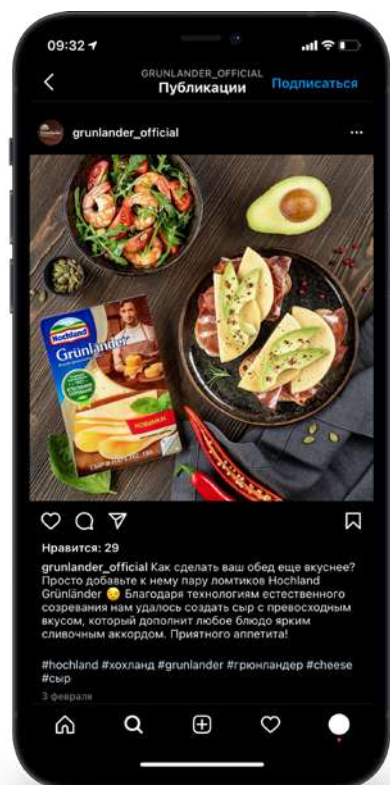 09:32
GRUNLANDER_OFFICIAL
Публикации
Подписаться
grunlander_official
Hochland
Grünländer
НОВИНКА!
Нравится: 29
grunlander_official Как сделать ваш обед еще вкуснее?
Просто добавьте к нему пару ломтиков Hochland
Grünländer 😉 Благодаря технологиям естественного
созревания нам удалось создать сыр с превосходным
вкусом, который дополнит любое блюдо ярким
сливочным аккордом. Приятного аппетита!
#hochland #хохланд #grunlander #грюнландер #cheese
#сыр
3 февраля